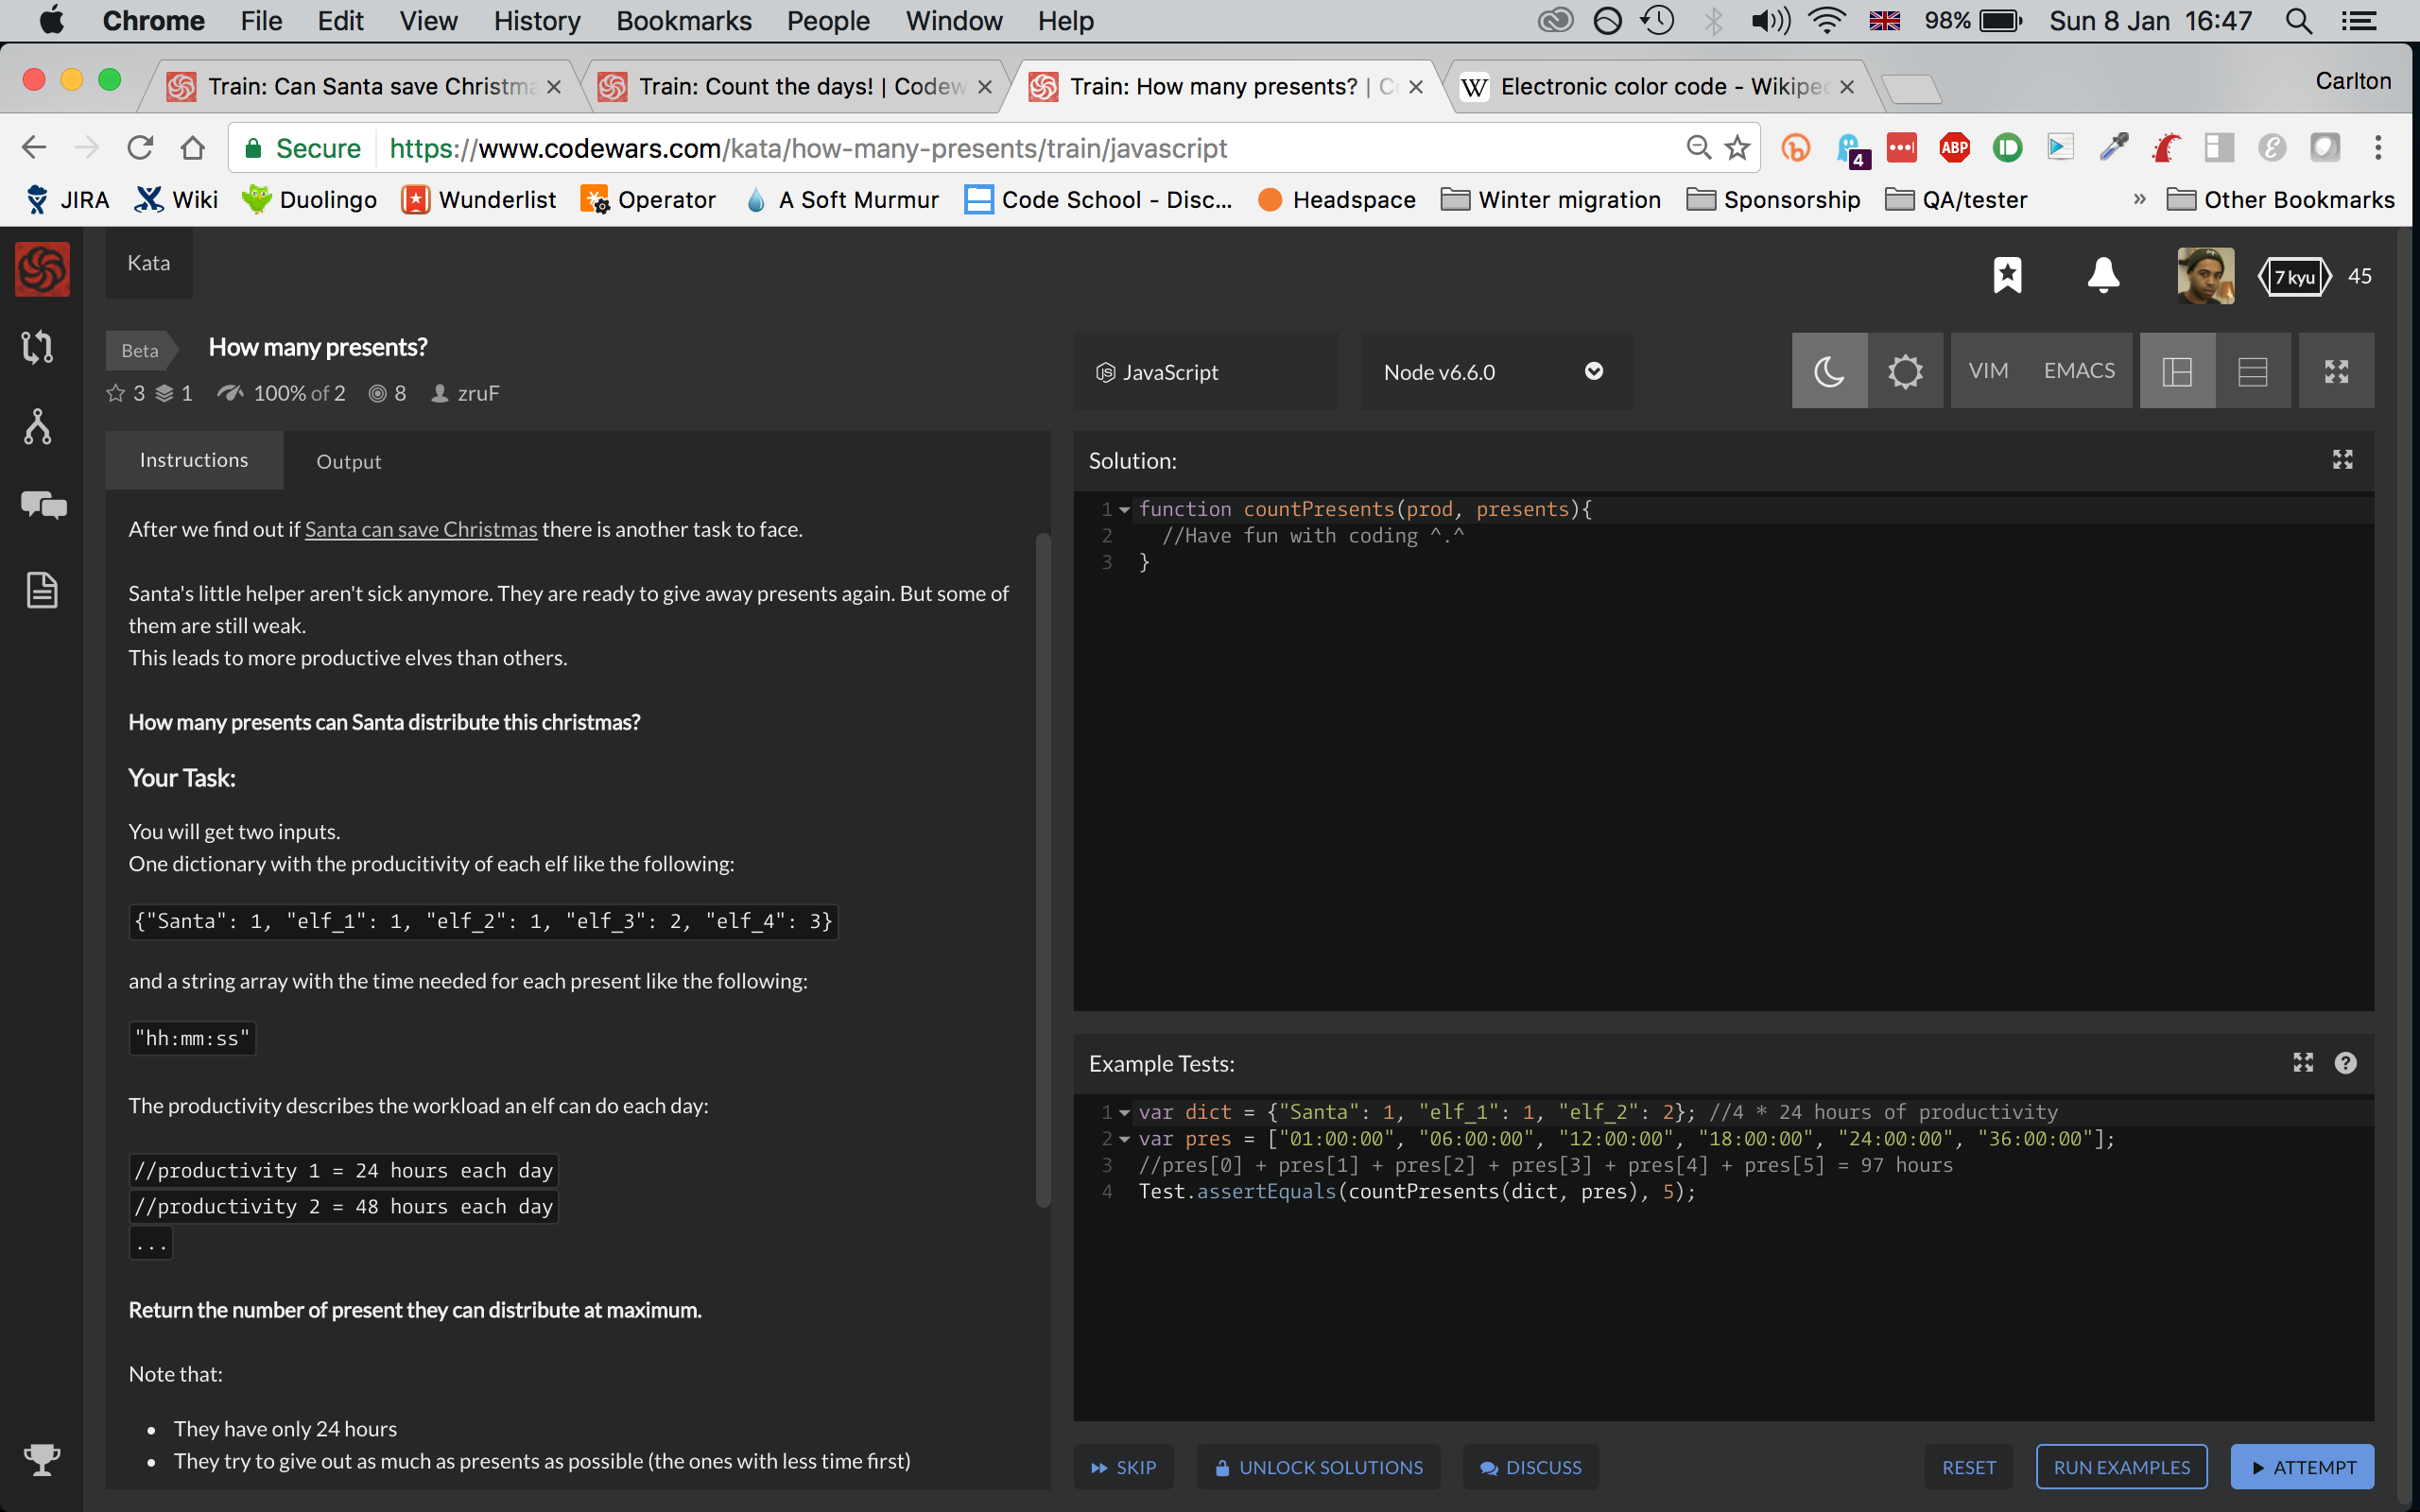 Chrome File Edit View History Bookmarks People Window Help 98% Sun 8 Jan 16:47
Train: Can Santa save Christma Train: Count the days! | Codew Train: How many presents? | C Electronic color code - Wikiped Carlton
Secure https://www.codewars.com/kata/how-many-presents/train/javascript 4 ABP
JIRA Wiki Duolingo Wunderlist Operator A Soft Murmur Code School - Disc... Headspace Winter migration Sponsorship QA/tester » Other Bookmarks
Kata
7 kyu 45
Beta How many presents?
3 1 100% of 2 8 zruF
JavaScript Node v6.6.0 VIM EMACS
Instructions Output
After we find out if Santa can save Christmas there is another task to face.
Santa's little helper aren't sick anymore. They are ready to give away presents again. But some of
them are still weak.
This leads to more productive elves than others.
How many presents can Santa distribute this christmas?
Your Task:
You will get two inputs.
One dictionary with the producitivity of each elf like the following:
{"Santa": 1, "elf_1": 1, "elf_2": 1, "elf_3": 2, "elf_4": 3}
and a string array with the time needed for each present like the following:
"hh:mm:ss"
The productivity describes the workload an elf can do each day:
//productivity 1 = 24 hours each day
//productivity 2 = 48 hours each day
...
Return the number of present they can distribute at maximum.
Note that:
• They have only 24 hours
• They try to give out as much as presents as possible (the ones with less time first)
Solution:
1 function countPresents(prod, presents){
2 //Have fun with coding ^.^
3 }
Example Tests:
1 var dict = {"Santa": 1, "elf_1": 1, "elf_2": 2}; //4 * 24 hours of productivity
2 var pres = ["01:00:00", "06:00:00", "12:00:00", "18:00:00", "24:00:00", "36:00:00"];
3 //pres[0] + pres[1] + pres[2] + pres[3] + pres[4] + pres[5] = 97 hours
4 Test.assertEquals(countPresents(dict, pres), 5);
SKIP UNLOCK SOLUTIONS DISCUSS RESET RUN EXAMPLES ATTEMPT